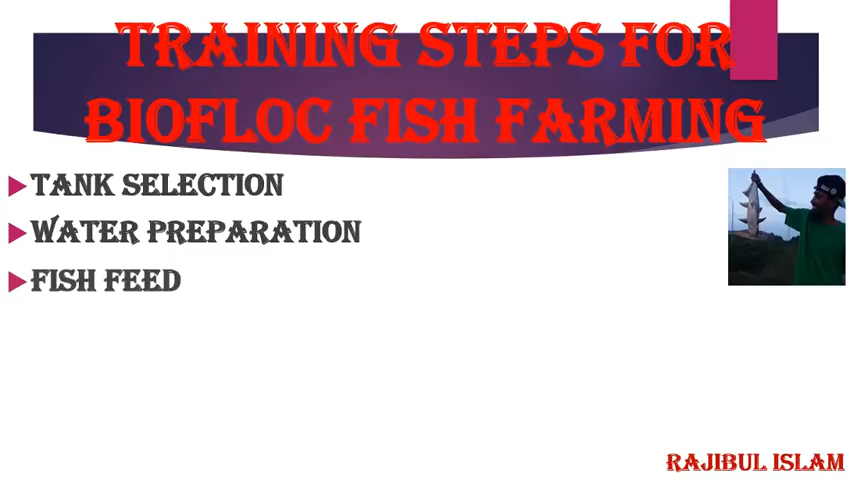 TRAINING STEPS FOR
BIOFLOC FISH FARMING
TANK SELECTION
WATER PREPARATION
FISH FEED
RAJIBUL ISLAM